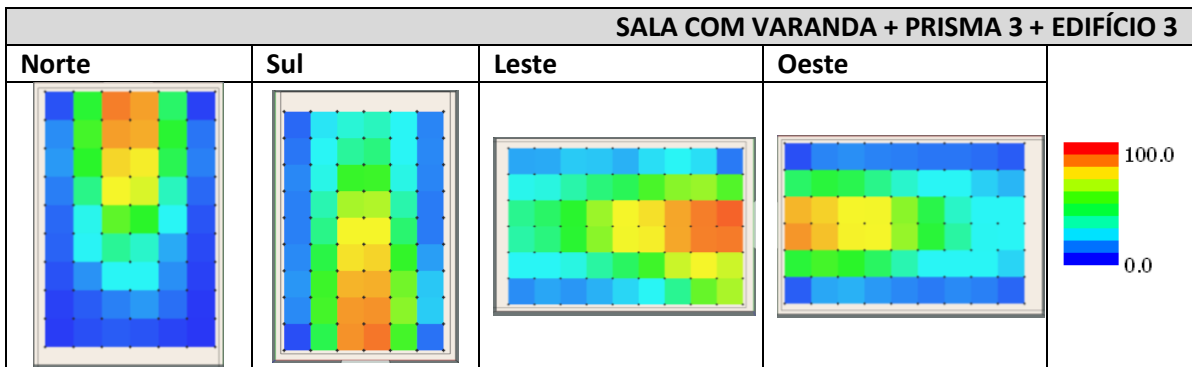 SALA COM VARANDA + PRISMA 3 + EDIFÍCIO 3
Norte Sul Leste Oeste
100.0
0.0